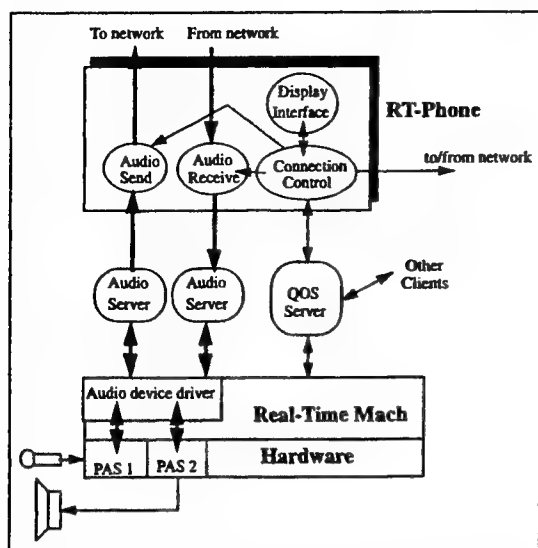 To network
From network
Display
Interface
RT-Phone
Audio
Send
Audio
Receive
Connection
Control
to/from network
Audio
Server
Audio
Server
QOS
Server
Other
Clients
Audio device driver
Real-Time Mach
PAS 1
PAS 2
Hardware